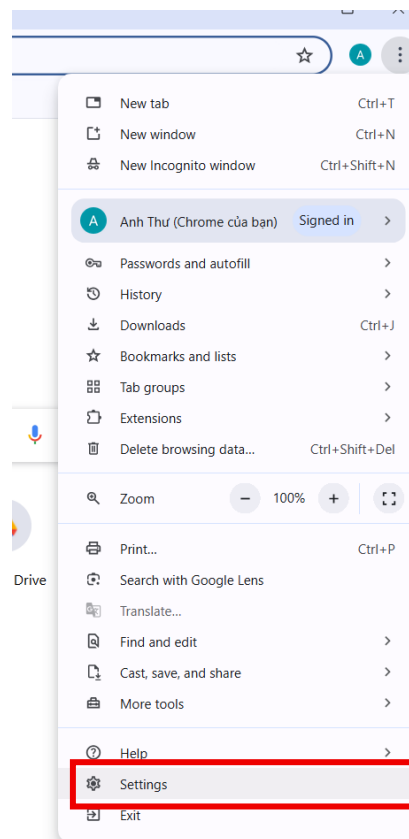 A
New tab Ctrl+T
New window Ctrl+N
New Incognito window Ctrl+Shift+N
A Anh Thư (Chrome của bạn) Signed in
Passwords and autofill
History
Downloads Ctrl+J
Bookmarks and lists
Tab groups
Extensions
Delete browsing data... Ctrl+Shift+Del
Zoom − 100% +
Print... Ctrl+P
Drive
Search with Google Lens
Translate...
Find and edit
Cast, save, and share
More tools
Help
Settings
Exit